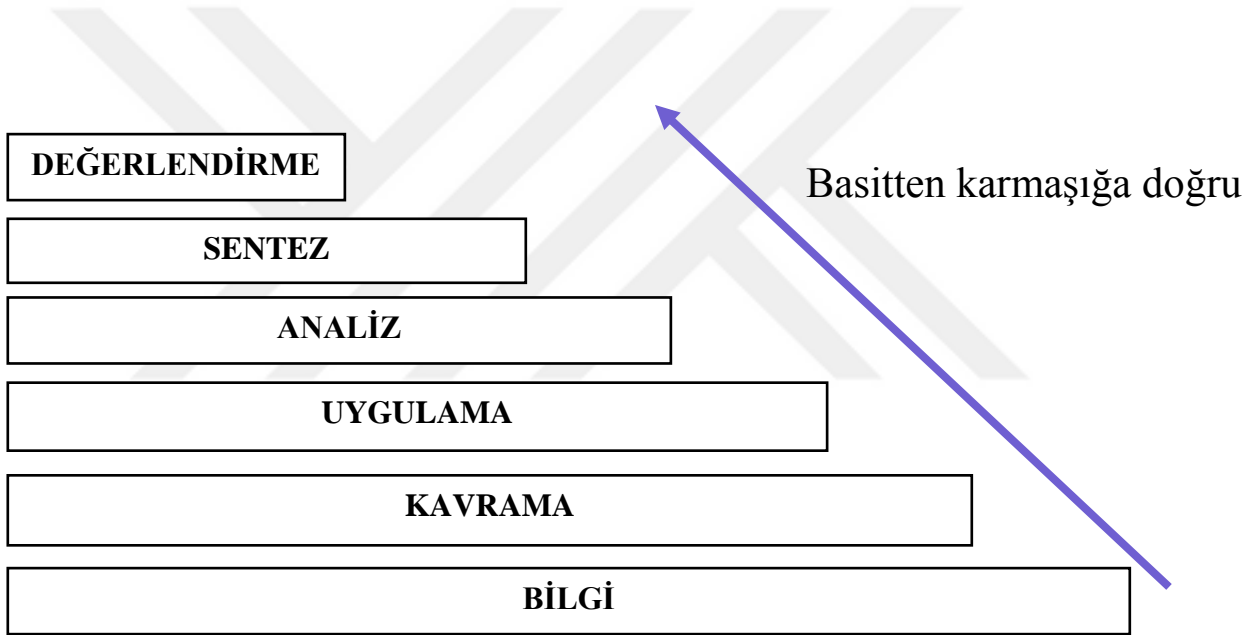 DEĞERLENDİRME
Basitten karmaşığa doğru
SENTEZ
ANALİZ
UYGULAMA
KAVRAMA
BİLGİ